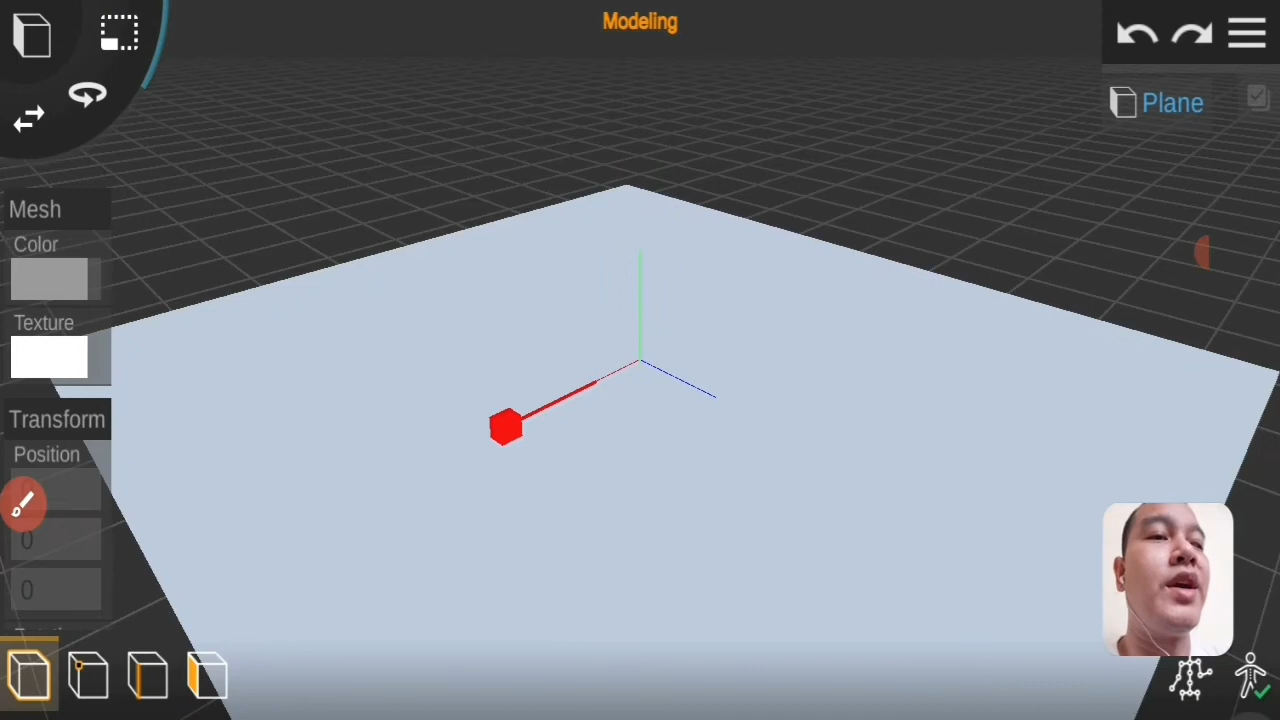 Modeling
Plane
Mesh
Color
Texture
Transform
Position
0
0